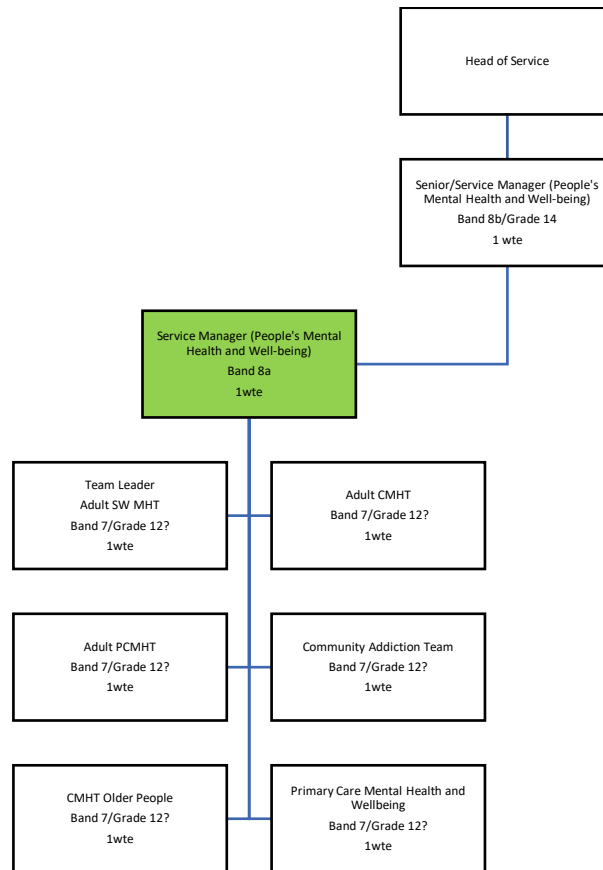 Head of Service
Senior/Service Manager (People's
Mental Health and Well-being)
Band 8b/Grade 14
1 wte
Service Manager (People's Mental
Health and Well-being)
Band 8a
1wte
Team Leader
Adult SW MHT
Band 7/Grade 12?
1wte
Adult CMHT
Band 7/Grade 12?
1wte
Adult PCMHT
Band 7/Grade 12?
1wte
Community Addiction Team
Band 7/Grade 12?
1wte
CMHT Older People
Band 7/Grade 12?
1wte
Primary Care Mental Health and
Wellbeing
Band 7/Grade 12?
1wte